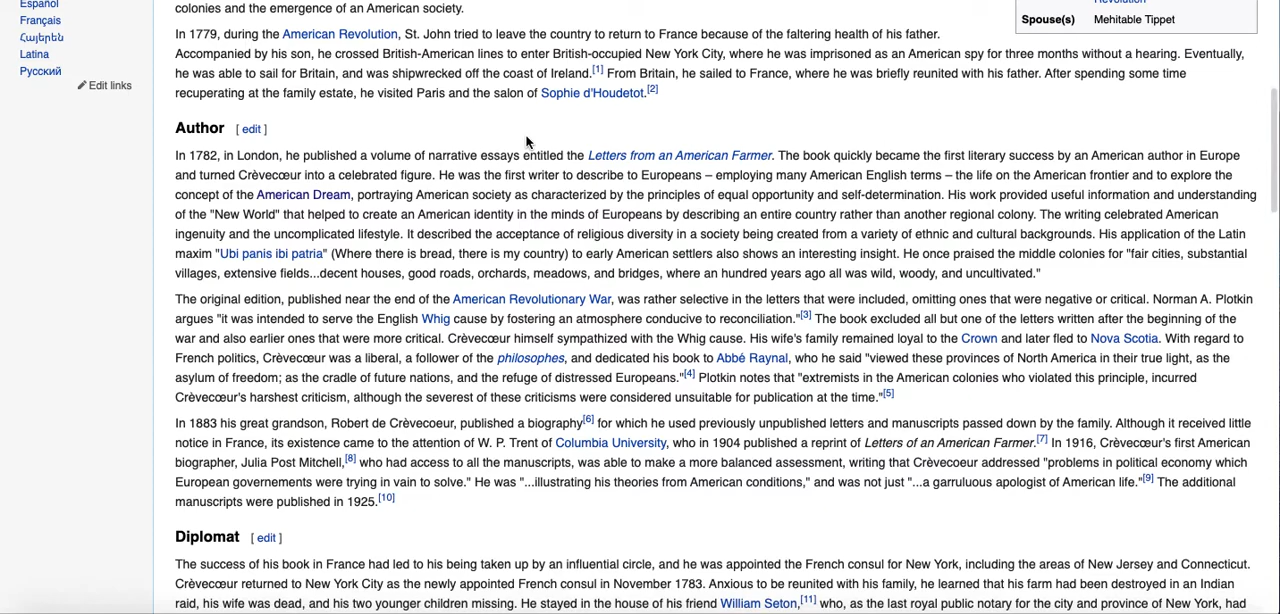 Español
Français
Հայերեն
Latina
Русский
Edit links
colonies and the emergence of an American society.
Revolution
Spouse(s) Mehitable Tippet
In 1779, during the American Revolution, St. John tried to leave the country to return to France because of the faltering health of his father.
Accompanied by his son, he crossed British-American lines to enter British-occupied New York City, where he was imprisoned as an American spy for three months without a hearing. Eventually,
he was able to sail for Britain, and was shipwrecked off the coast of Ireland.[1] From Britain, he sailed to France, where he was briefly reunited with his father. After spending some time
recuperating at the family estate, he visited Paris and the salon of Sophie d'Houdetot.[2]
Author [ edit ]
In 1782, in London, he published a volume of narrative essays entitled the Letters from an American Farmer. The book quickly became the first literary success by an American author in Europe
and turned Crèvecœur into a celebrated figure. He was the first writer to describe to Europeans – employing many American English terms – the life on the American frontier and to explore the
concept of the American Dream, portraying American society as characterized by the principles of equal opportunity and self-determination. His work provided useful information and understanding
of the "New World" that helped to create an American identity in the minds of Europeans by describing an entire country rather than another regional colony. The writing celebrated American
ingenuity and the uncomplicated lifestyle. It described the acceptance of religious diversity in a society being created from a variety of ethnic and cultural backgrounds. His application of the Latin
maxim "Ubi panis ibi patria" (Where there is bread, there is my country) to early American settlers also shows an interesting insight. He once praised the middle colonies for "fair cities, substantial
villages, extensive fields...decent houses, good roads, orchards, meadows, and bridges, where an hundred years ago all was wild, woody, and uncultivated."
The original edition, published near the end of the American Revolutionary War, was rather selective in the letters that were included, omitting ones that were negative or critical. Norman A. Plotkin
argues "it was intended to serve the English Whig cause by fostering an atmosphere conducive to reconciliation."[3] The book excluded all but one of the letters written after the beginning of the
war and also earlier ones that were more critical. Crèvecœur himself sympathized with the Whig cause. His wife's family remained loyal to the Crown and later fled to Nova Scotia. With regard to
French politics, Crèvecœur was a liberal, a follower of the philosophes, and dedicated his book to Abbé Raynal, who he said "viewed these provinces of North America in their true light, as the
asylum of freedom; as the cradle of future nations, and the refuge of distressed Europeans."[4] Plotkin notes that "extremists in the American colonies who violated this principle, incurred
Crèvecœur's harshest criticism, although the severest of these criticisms were considered unsuitable for publication at the time."[5]
In 1883 his great grandson, Robert de Crèvecoeur, published a biography[6] for which he used previously unpublished letters and manuscripts passed down by the family. Although it received little
notice in France, its existence came to the attention of W. P. Trent of Columbia University, who in 1904 published a reprint of Letters of an American Farmer.[7] In 1916, Crèvecœur's first American
biographer, Julia Post Mitchell,[8] who had access to all the manuscripts, was able to make a more balanced assessment, writing that Crèvecoeur addressed "problems in political economy which
European governements were trying in vain to solve." He was "...illustrating his theories from American conditions," and was not just "...a garruluous apologist of American life."[9] The additional
manuscripts were published in 1925.[10]
Diplomat [ edit ]
The success of his book in France had led to his being taken up by an influential circle, and he was appointed the French consul for New York, including the areas of New Jersey and Connecticut.
Crèvecœur returned to New York City as the newly appointed French consul in November 1783. Anxious to be reunited with his family, he learned that his farm had been destroyed in an Indian
raid, his wife was dead, and his two younger children missing. He stayed in the house of his friend William Seton,[11] who, as the last royal public notary for the city and province of New York, had